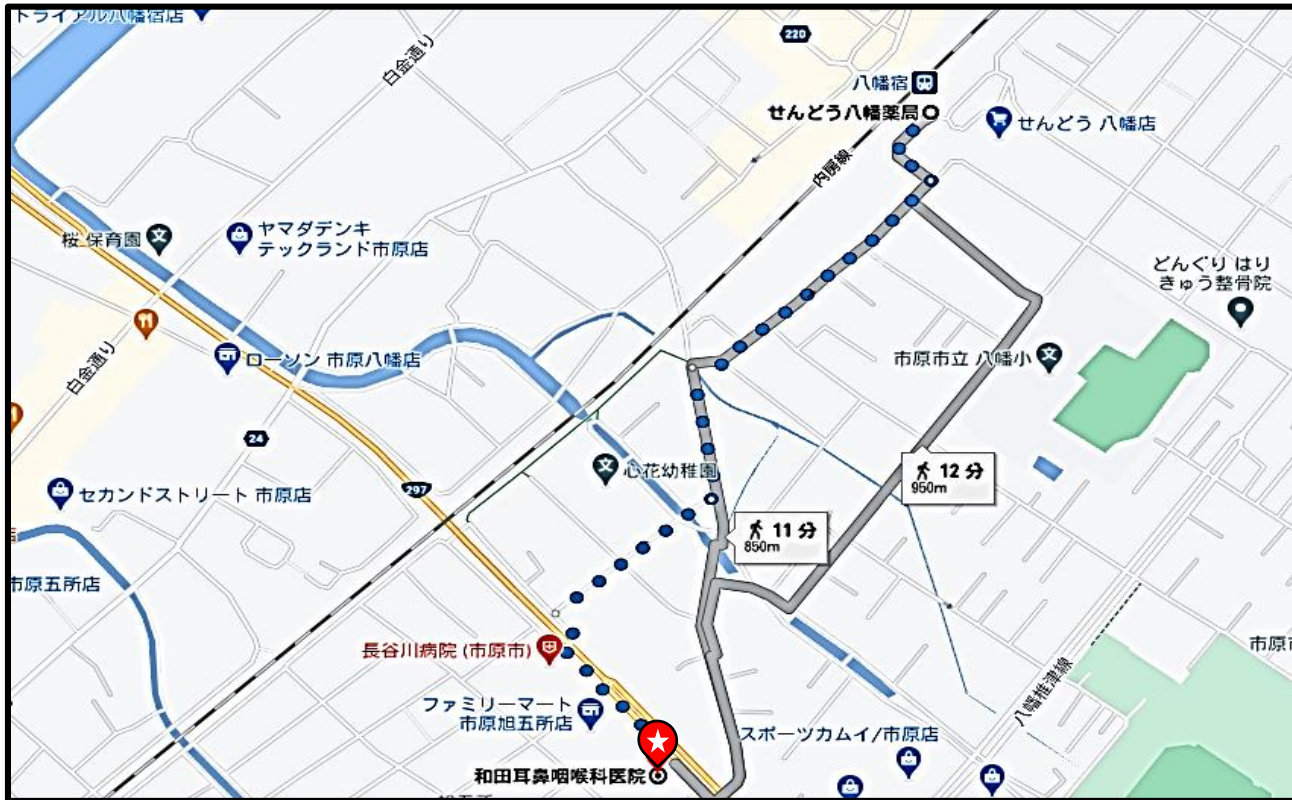 トライアル八幡宿店
白金通り
220
八幡宿
せんどう八幡薬局
せんどう 八幡店
内房線
桜 保育園
ヤマダデンキ
テックランド市原店
どんぐり はり
きゅう整骨院
白金通り
ローソン 市原八幡店
市原市立 八幡小
24
心花幼稚園
12 分
950m
セカンドストリート 市原店
297
11 分
850m
市原五所店
長谷川病院 (市原市)
市原
八幡椎津線
ファミリーマート
市原旭五所店
スポーツカムイ/市原店
和田耳鼻咽喉科医院